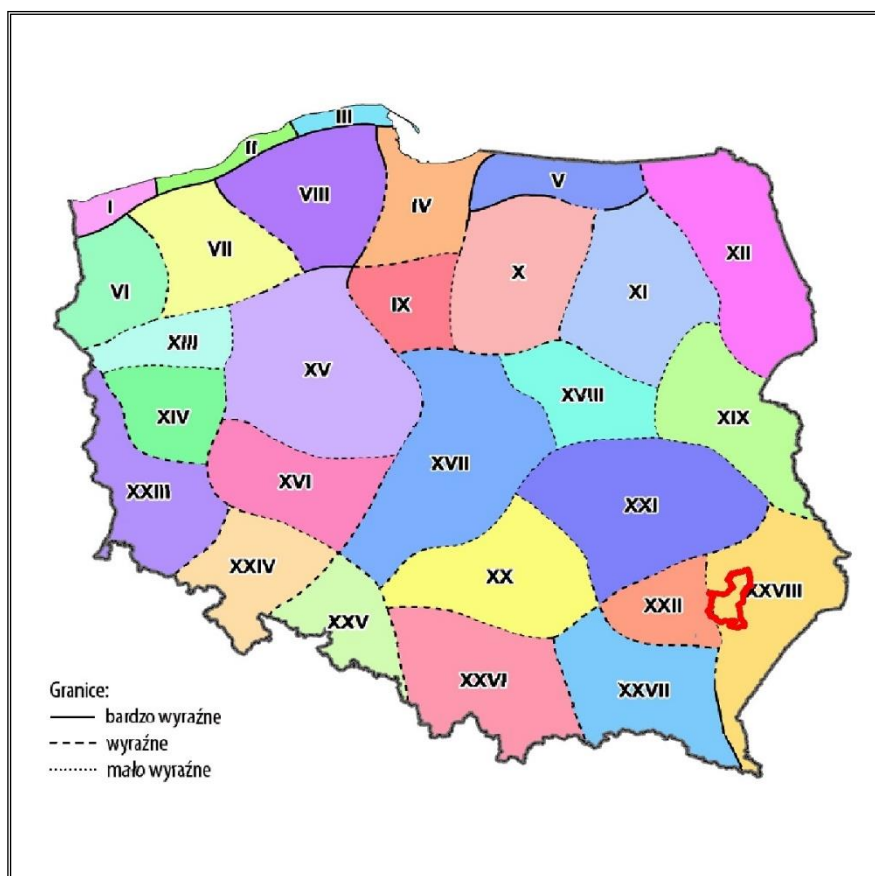 III
II
I
VIII
IV
V
VII
XII
X
VI
XI
IX
XIII
XV
XIV
XVIII
XIX
XVII
XVI
XXIII
XXI
XXIV
XX
XXII
XXVIII
XXV
XXVI
XXVII
Granice:
bardzo wyraźne
wyraźne
mało wyraźne